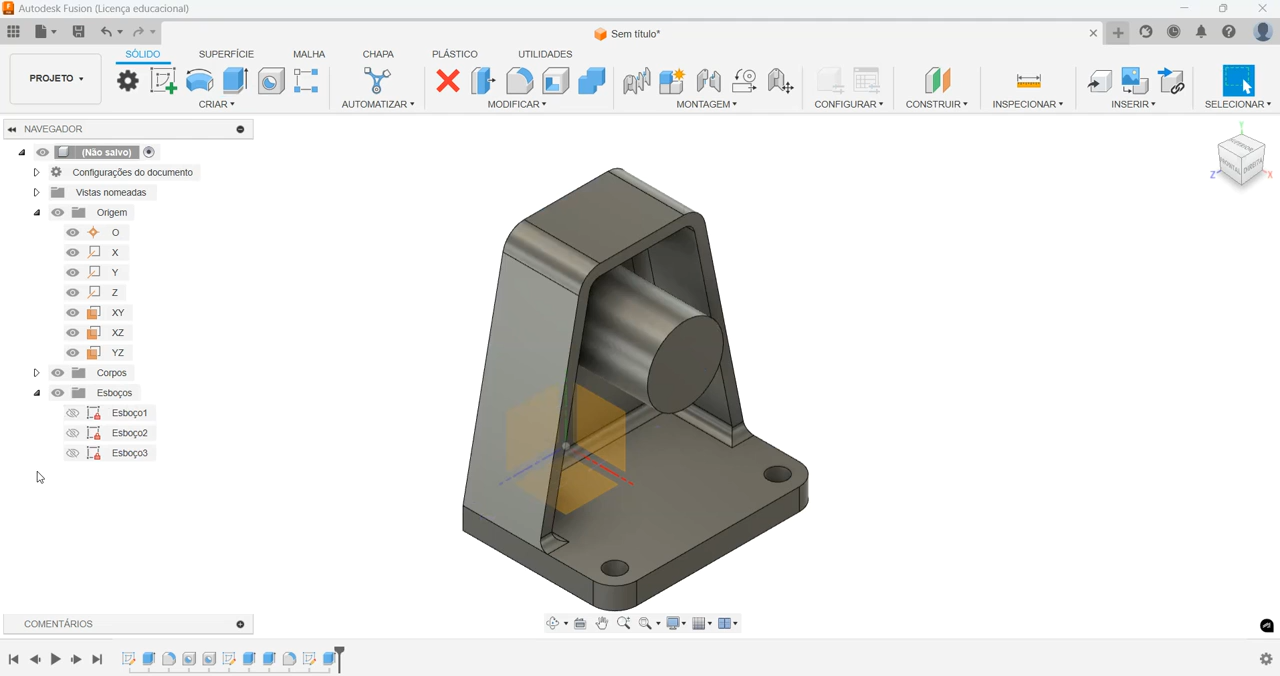 Autodesk Fusion (Licença educacional)
Sem título*
PROJETO
SÓLIDO SUPERFÍCIE MALHA CHAPA PLÁSTICO UTILIDADES
CRIAR AUTOMATIZAR MODIFICAR MONTAGEM CONFIGURAR CONSTRUIR INSPECIONAR INSERIR SELECIONAR
NAVEGADOR
(Não salvo)
Configurações do documento
Vistas nomeadas
Origem
O
X
Y
Z
XY
XZ
YZ
Corpos
Esboços
Esboço1
Esboço2
Esboço3
Y
FRONTAL DIREITA
Z X
COMENTÁRIOS